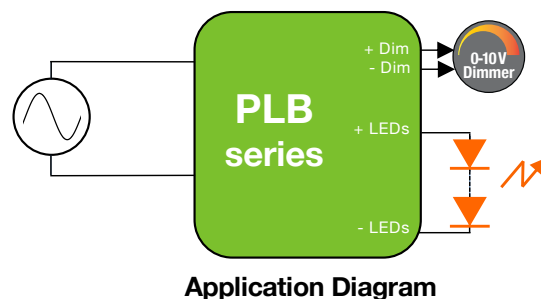 + Dim
- Dim
0-10V
Dimmer
PLB
series
+ LEDs
- LEDs
Application Diagram